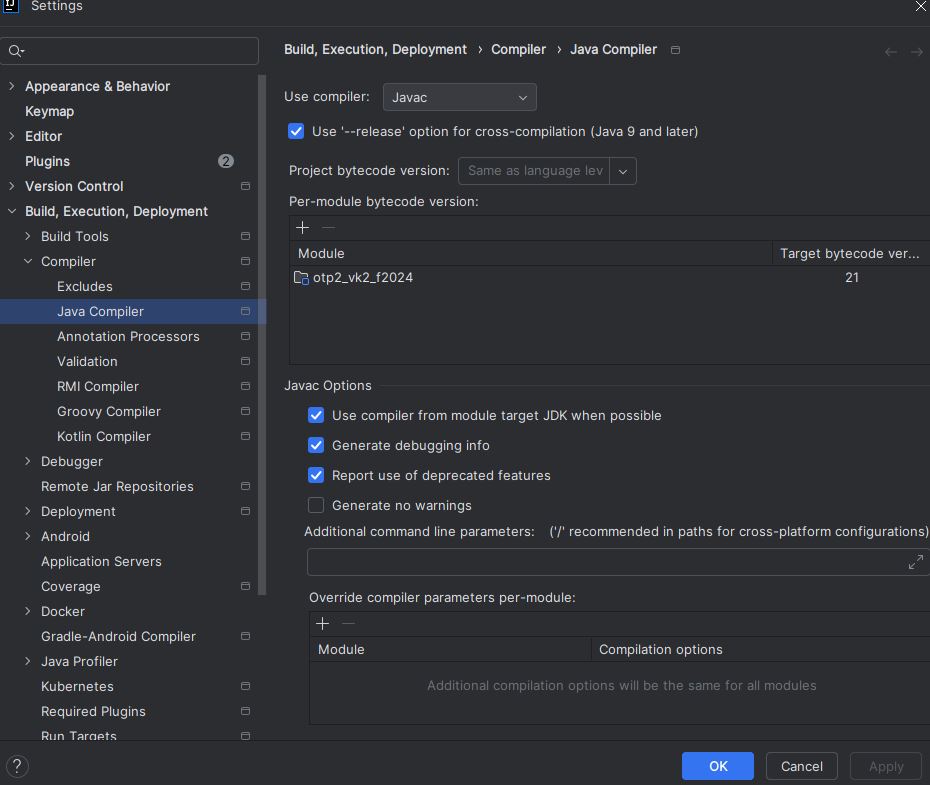 Settings
Build, Execution, Deployment › Compiler › Java Compiler
Appearance & Behavior
Keymap
Editor
Plugins 2
Version Control
Build, Execution, Deployment
Build Tools
Compiler
Excludes
Java Compiler
Annotation Processors
Validation
RMI Compiler
Groovy Compiler
Kotlin Compiler
Debugger
Remote Jar Repositories
Deployment
Android
Application Servers
Coverage
Docker
Gradle-Android Compiler
Java Profiler
Kubernetes
Required Plugins
Run Targets
Use compiler: Javac
Use '--release' option for cross-compilation (Java 9 and later)
Project bytecode version: Same as language lev
Per-module bytecode version:
Module Target bytecode ver...
otp2_vk2_f2024 21
Javac Options
Use compiler from module target JDK when possible
Generate debugging info
Report use of deprecated features
Generate no warnings
Additional command line parameters: ('/' recommended in paths for cross-platform configurations)
Override compiler parameters per-module:
Module Compilation options
Additional compilation options will be the same for all modules
? OK Cancel Apply